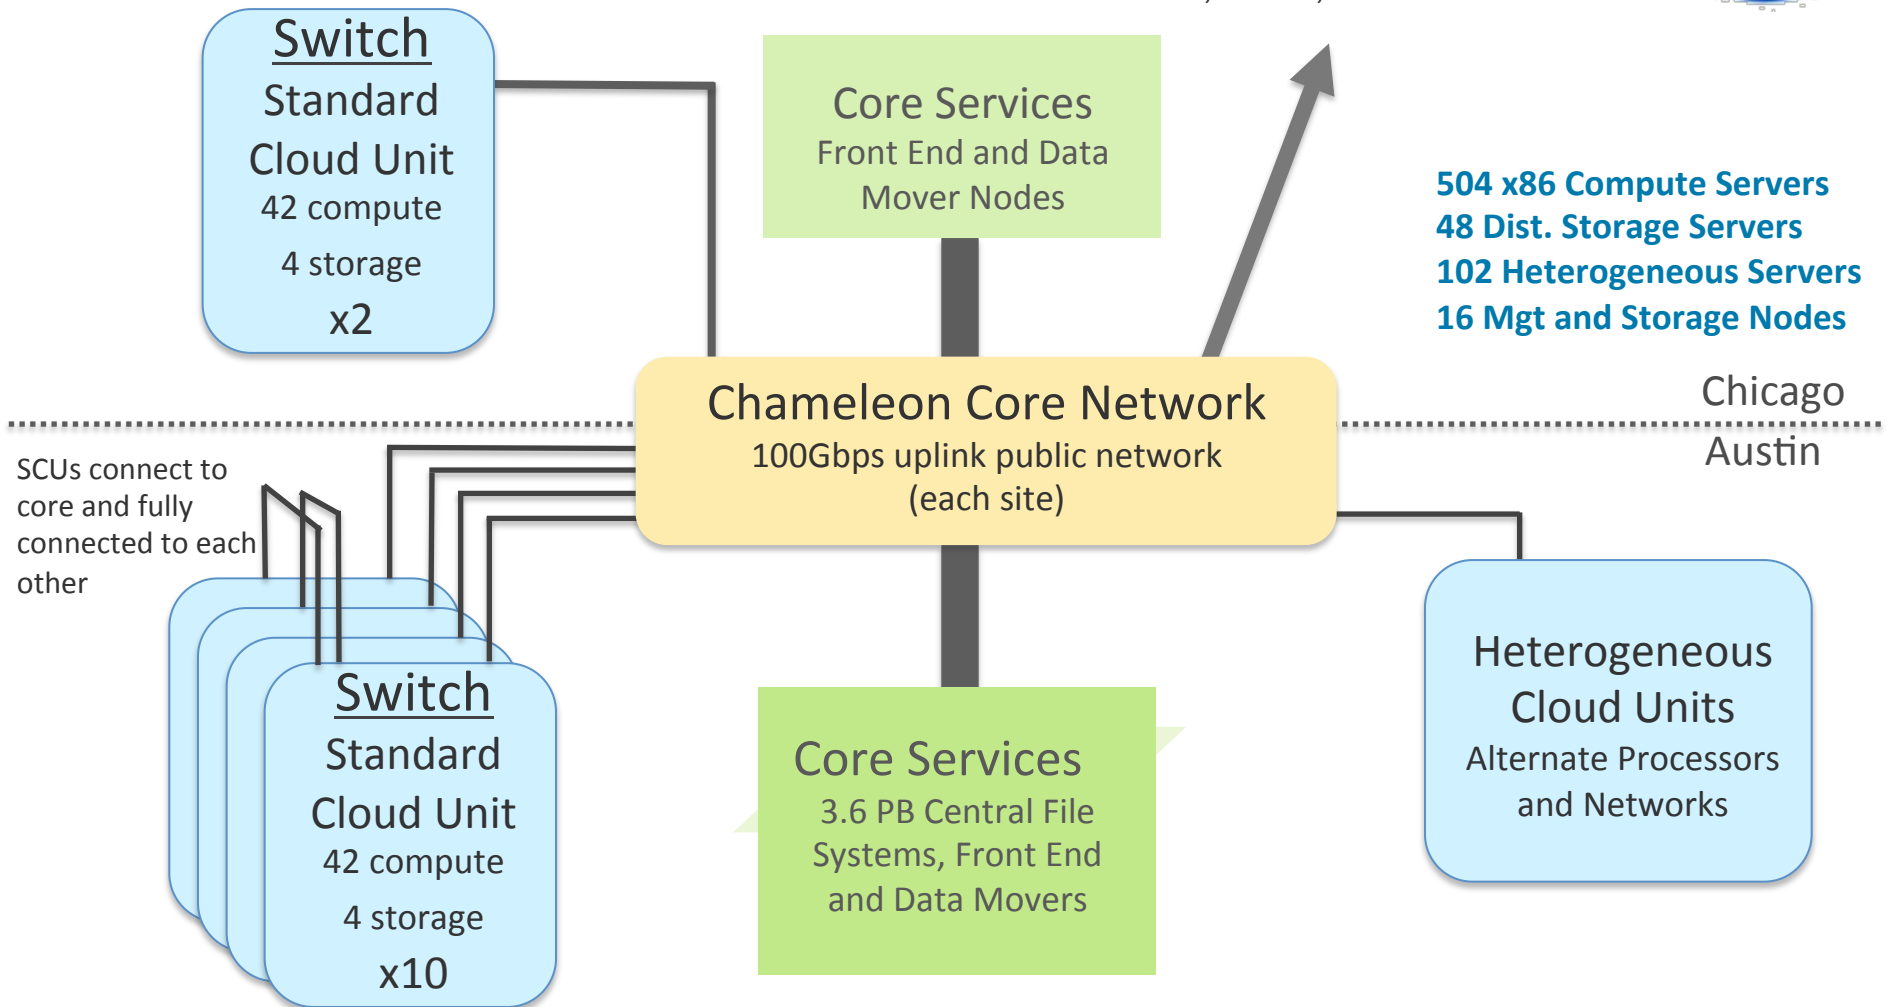 Switch
Standard
Cloud Unit
42 compute
4 storage
x2
Core Services
Front End and Data
Mover Nodes
504 x86 Compute Servers
48 Dist. Storage Servers
102 Heterogeneous Servers
16 Mgt and Storage Nodes
Chicago
Austin
Chameleon Core Network
100Gbps uplink public network
(each site)
SCUs connect to
core and fully
connected to each
other
Switch
Standard
Cloud Unit
42 compute
4 storage
x10
Core Services
3.6 PB Central File
Systems, Front End
and Data Movers
Heterogeneous
Cloud Units
Alternate Processors
and Networks